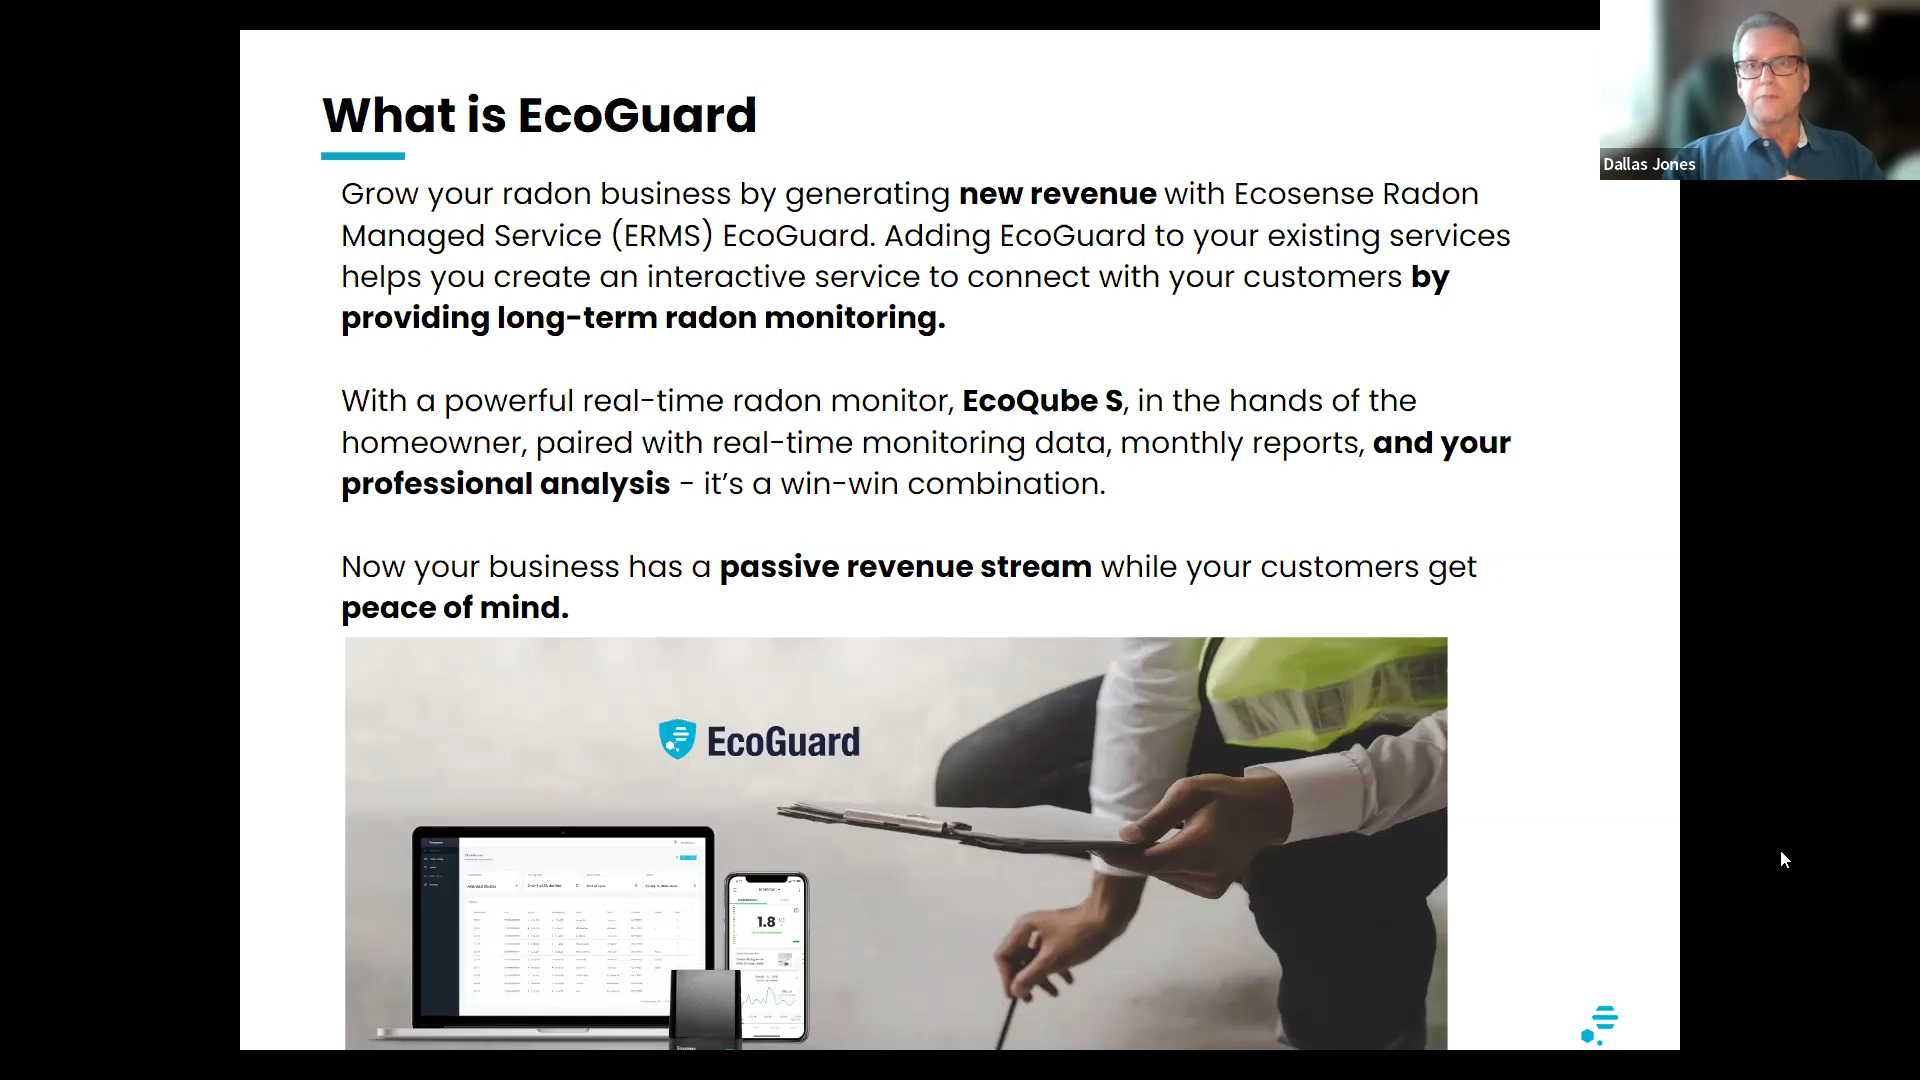 What is EcoGuard
Dallas Jones
Grow your radon business by generating new revenue with Ecosense Radon
Managed Service (ERMS) EcoGuard. Adding EcoGuard to your existing services
helps you create an interactive service to connect with your customers by
providing long-term radon monitoring.
With a powerful real-time radon monitor, EcoQube S, in the hands of the
homeowner, paired with real-time monitoring data, monthly reports, and your
professional analysis - it’s a win-win combination.
Now your business has a passive revenue stream while your customers get
peace of mind.
EcoGuard
1.8